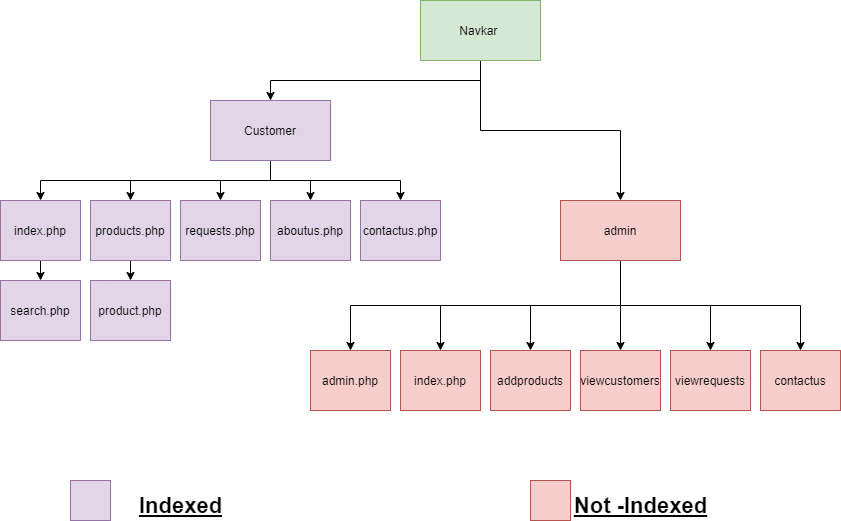 Navkar
Customer
index.php products.php requests.php aboutus.php contactus.php
admin
search.php product.php
admin.php index.php addproducts viewcustomers viewrequests contactus
Indexed
Not -Indexed